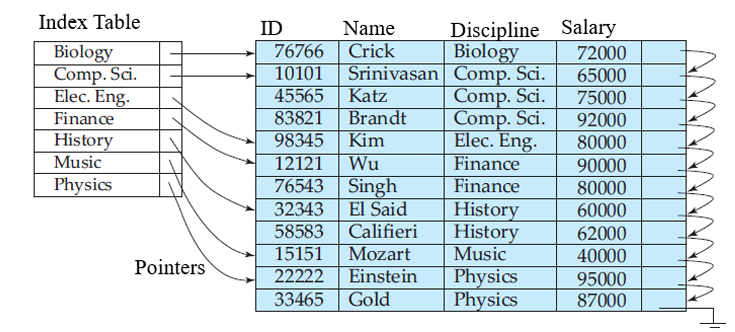 Index Table
ID Name Discipline Salary
Biology 76766 Crick Biology 72000
Comp. Sci. 10101 Srinivasan Comp. Sci. 65000
Elec. Eng. 45565 Katz Comp. Sci. 75000
Finance 83821 Brandt Comp. Sci. 92000
History 98345 Kim Elec. Eng. 80000
Music 12121 Wu Finance 90000
Physics 76543 Singh Finance 80000
32343 El Said History 60000
58583 Califieri History 62000
15151 Mozart Music 40000
Pointers
22222 Einstein Physics 95000
33465 Gold Physics 87000